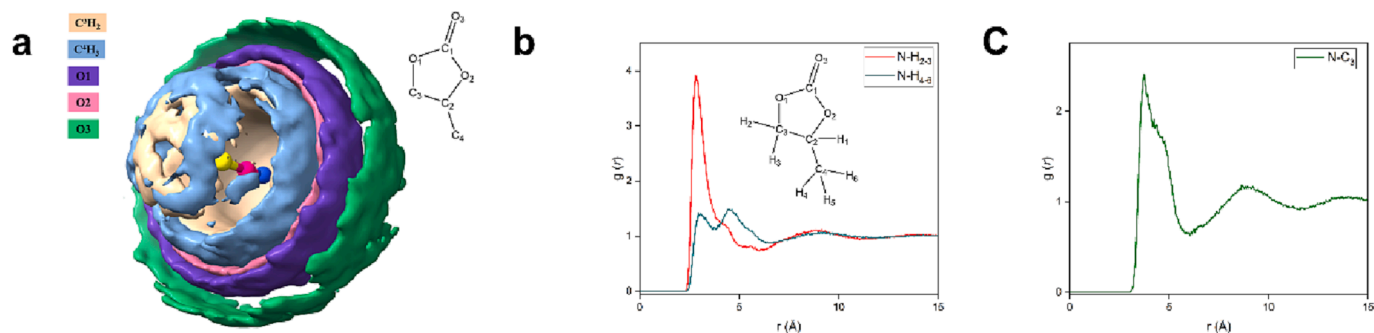 a
C³H₂
C⁴H₃
O1
O2
O3
O₃
O₁
C₁
O₂
C₃
C₂
C₄
b
N-H₂₋₃
N-H₄₋₆
O₃
O₁
C¹
O₂
H₂
C₃
C₂
H₁
H₃
C₄
H₆
H₄
H₅
g (r)
4
3
2
1
0
0
5
10
15
r (Å)
C
N-C₃
g (r)
2
1
0
0
5
10
15
r (Å)